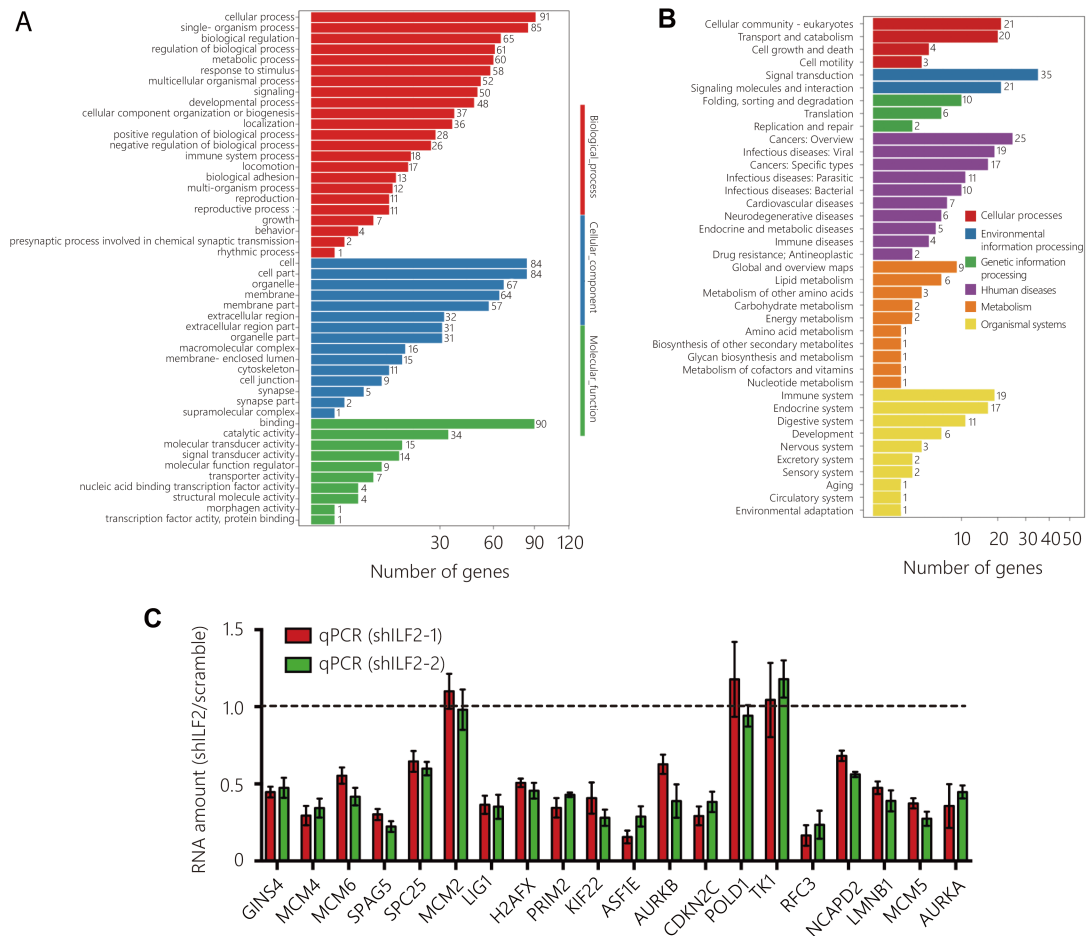 A
cellular process 91
single- organism process 85
biological regulation 65
regulation of biological process 61
metabolic process 60
response to stimulus 58
multicellular organismal process 52
signaling 50
developmental process 48
cellular component organization or biogenesis 37
localization 36
positive regulation of biological process 28
negative regulation of biological process 26
immune system process 18
locomotion 17
biological adhesion 13
multi-organism process 12
reproduction 11
reproductive process : 11
growth 7
behavior 4
presynaptic process involved in chemical synaptic transmission 2
rhythmic process 1
cell 84
cell part 84
organelle 67
membrane 64
membrane part 57
extracellular region 32
extracellular region part 31
organelle part 31
macromolecular complex 16
membrane- enclosed lumen 15
cytoskeleton 11
cell junction 9
synapse 5
synapse part 2
supramolecular complex 1
binding 90
catalytic activity 34
molecular transducer activity 15
signal transducer activity 14
molecular function regulator 9
transporter activity 7
nucleic acid binding transcription factor activity 4
structural molecule activity 4
morphagen activity 1
transcription factor actity, protein binding 1
30 60 90 120
Number of genes
Biological_process
Cellular_component
Molecular_function
B
Cellular community - eukaryotes 21
Transport and catabolism 20
Cell growth and death 4
Cell motility 3
Signal transduction 35
Signaling molecules and interaction 21
Folding, sorting and degradation 10
Translation 6
Replication and repair 2
Cancers: Overview 25
Infectious diseases: Viral 19
Cancers: Specific types 17
Infectious diseases: Parasitic 11
Infectious diseases: Bacterial 10
Cardiovascular diseases 7
Neurodegenerative diseases 6
Endocrine and metabolic diseases 5
Immune diseases 4
Drug resistance; Antineoplastic 2
Global and overview maps 9
Lipid metabolism 6
Metabolism of other amino acids 3
Carbohydrate metabolism 2
Energy metabolism 2
Amino acid metabolism 1
Biosynthesis of other secondary metabolites 1
Glycan biosynthesis and metabolism 1
Metabolism of cofactors and vitamins 1
Nucleotide metabolism 1
Immune system 19
Endocrine system 17
Digestive system 11
Development 6
Nervous system 3
Excretory system 2
Sensory system 2
Aging 1
Circulatory system 1
Environmental adaptation 1
10 20 30 40 50
Number of genes
Cellular processes
Environmental
information processing
Genetic information
processing
Hhuman diseases
Metabolism
Organismal systems
C
RNA amount (shILF2/scramble)
1.5
1.0
0.5
0
qPCR (shILF2-1)
qPCR (shILF2-2)
GINS4 MCM4 MCM6 SPAG5 SPC25 MCM2 LIG1 H2AFX PRIM2 KIF22 ASF1E AURKB CDKN2C POLD1 TK1 RFC3 NCAPD2 LMNB1 MCM5 AURKA